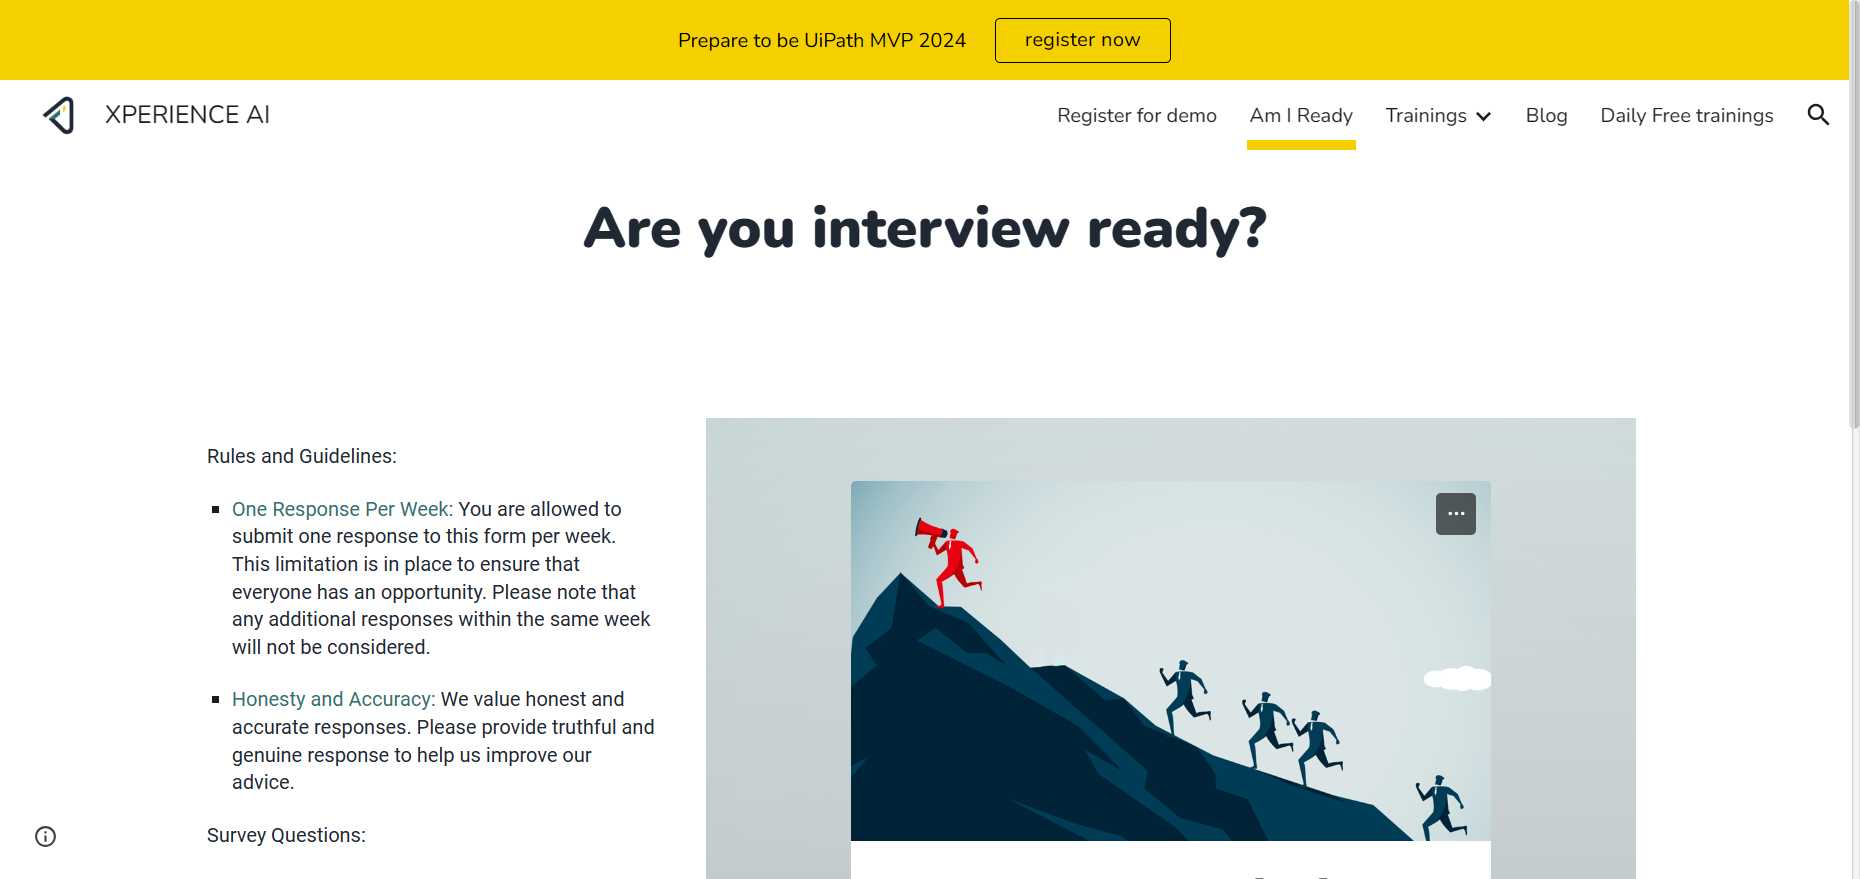 Prepare to be UiPath MVP 2024
register now
XPERIENCE AI
Register for demo
Am I Ready
Trainings
Blog
Daily Free trainings
Are you interview ready?
Rules and Guidelines:
One Response Per Week: You are allowed to
submit one response to this form per week.
This limitation is in place to ensure that
everyone has an opportunity. Please note that
any additional responses within the same week
will not be considered.
Honesty and Accuracy: We value honest and
accurate responses. Please provide truthful and
genuine response to help us improve our
advice.
Survey Questions: